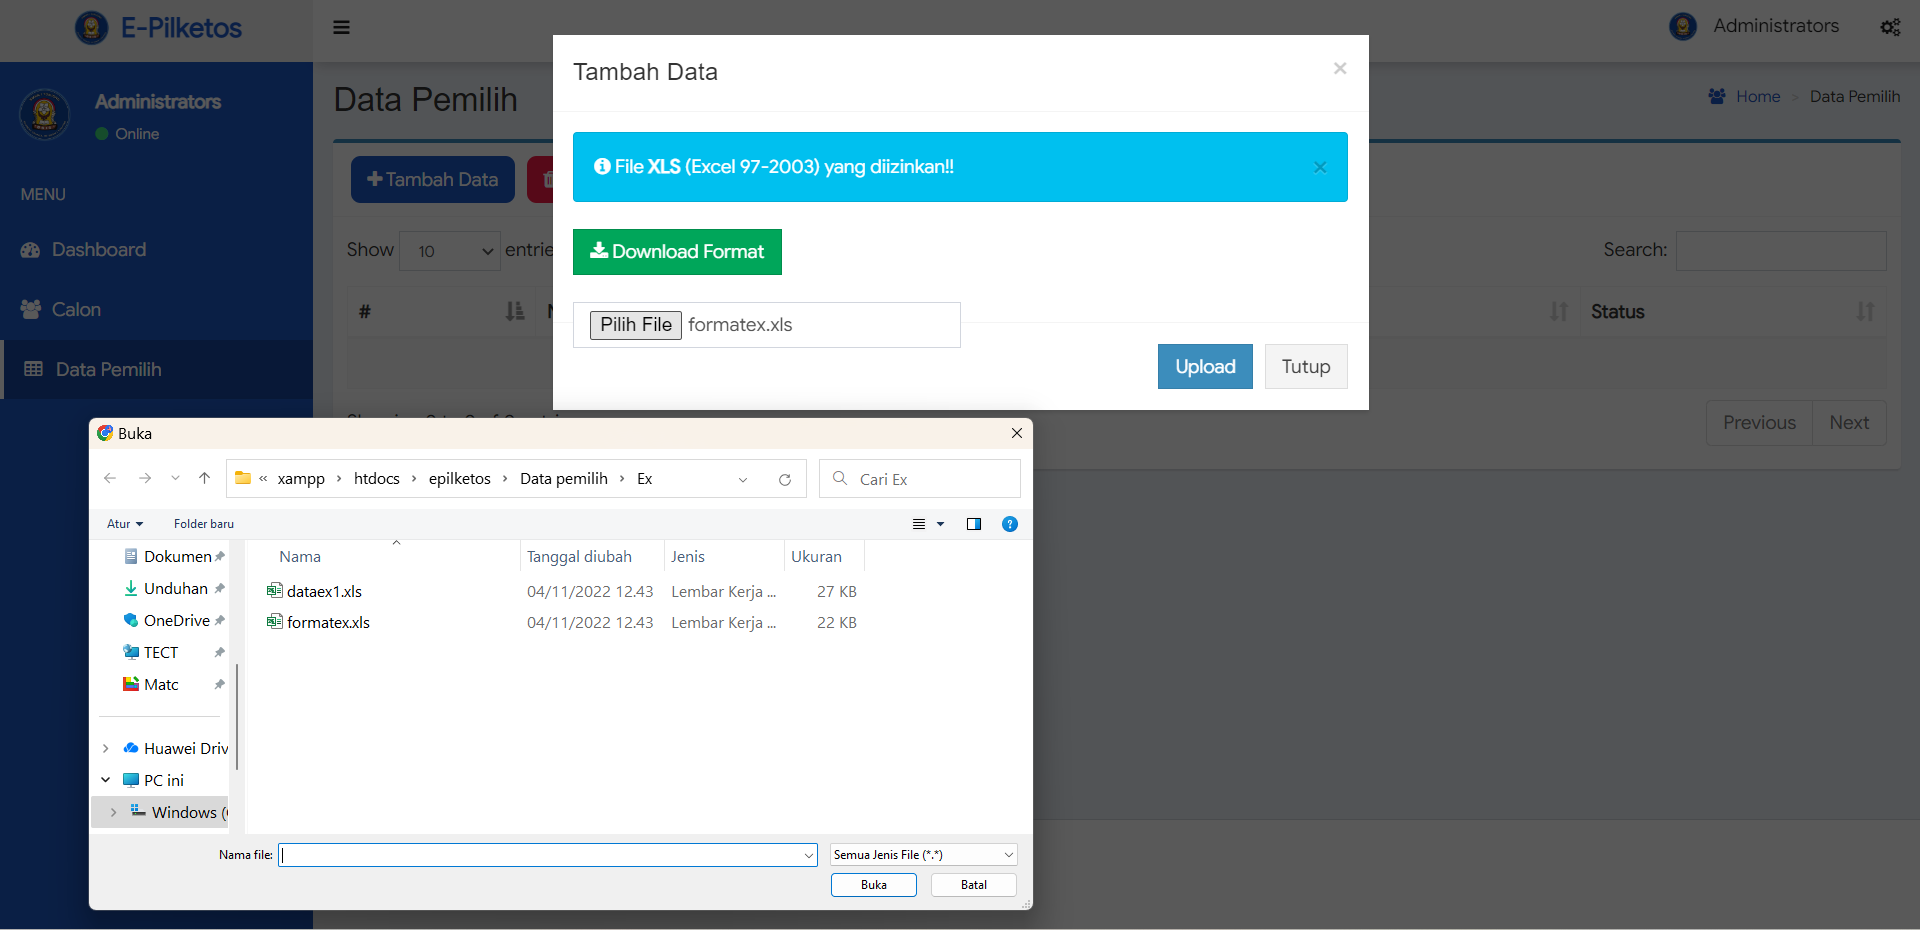 E-Pilketos
Administrators
Tambah Data
×
Administrators
Online
Data Pemilih
Home > Data Pemilih
File XLS (Excel 97-2003) yang diizinkan!!
×
Tambah Data
MENU
Dashboard
Show 10 entrie
Download Format
Search:
Calon
#
Status
Pilih File formatex.xls
Data Pemilih
Upload
Tutup
Previous
Next
Buka
« xampp › htdocs › epilketos › Data pemilih › Ex
Cari Ex
Atur
Folder baru
Nama
Tanggal diubah
Jenis
Ukuran
dataex1.xls 04/11/2022 12.43 Lembar Kerja ... 27 KB
formatex.xls 04/11/2022 12.43 Lembar Kerja ... 22 KB
Dokumen
Unduhan
OneDrive
TECT
Matc
Huawei Driv
PC ini
Windows (
Nama file:
Semua Jenis File (*.*)
Buka
Batal